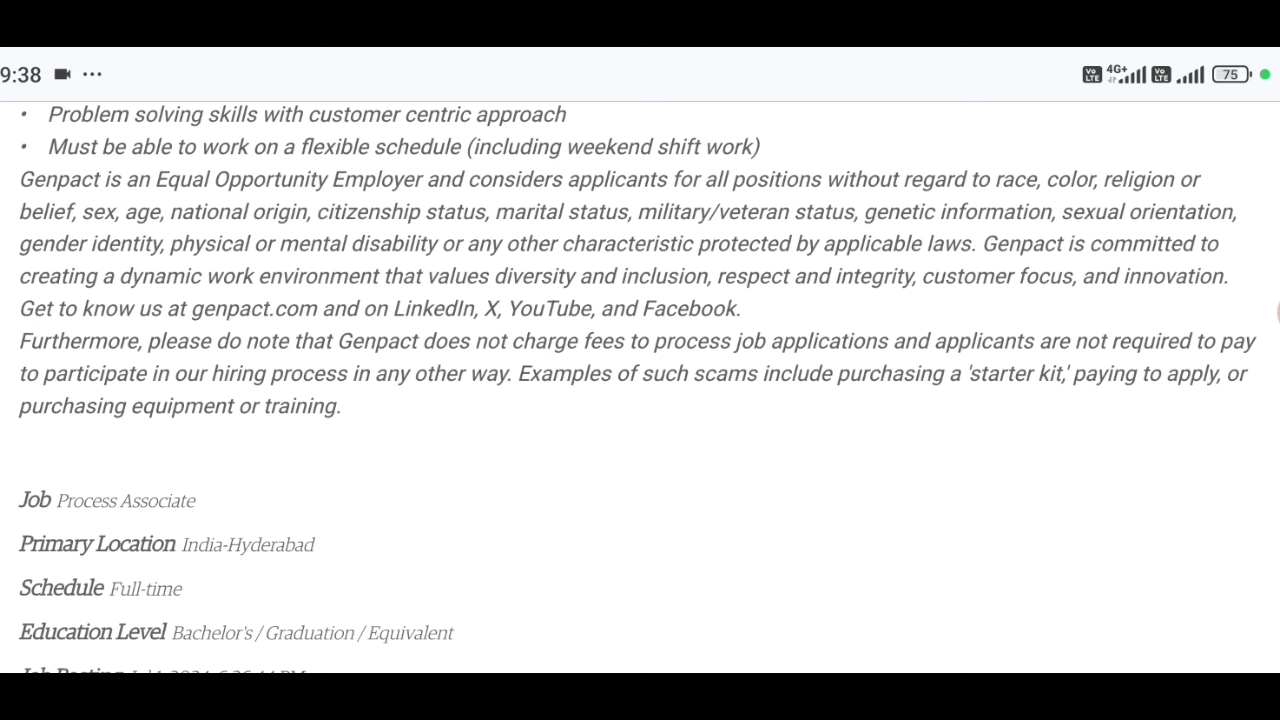 9:38 ...
Vo LTE 4G+ Vo LTE 75
• Problem solving skills with customer centric approach
• Must be able to work on a flexible schedule (including weekend shift work)
Genpact is an Equal Opportunity Employer and considers applicants for all positions without regard to race, color, religion or
belief, sex, age, national origin, citizenship status, marital status, military/veteran status, genetic information, sexual orientation,
gender identity, physical or mental disability or any other characteristic protected by applicable laws. Genpact is committed to
creating a dynamic work environment that values diversity and inclusion, respect and integrity, customer focus, and innovation.
Get to know us at genpact.com and on LinkedIn, X, YouTube, and Facebook.
Furthermore, please do note that Genpact does not charge fees to process job applications and applicants are not required to pay
to participate in our hiring process in any other way. Examples of such scams include purchasing a 'starter kit,' paying to apply, or
purchasing equipment or training.
Job Process Associate
Primary Location India-Hyderabad
Schedule Full-time
Education Level Bachelor's / Graduation / Equivalent
Job Posting